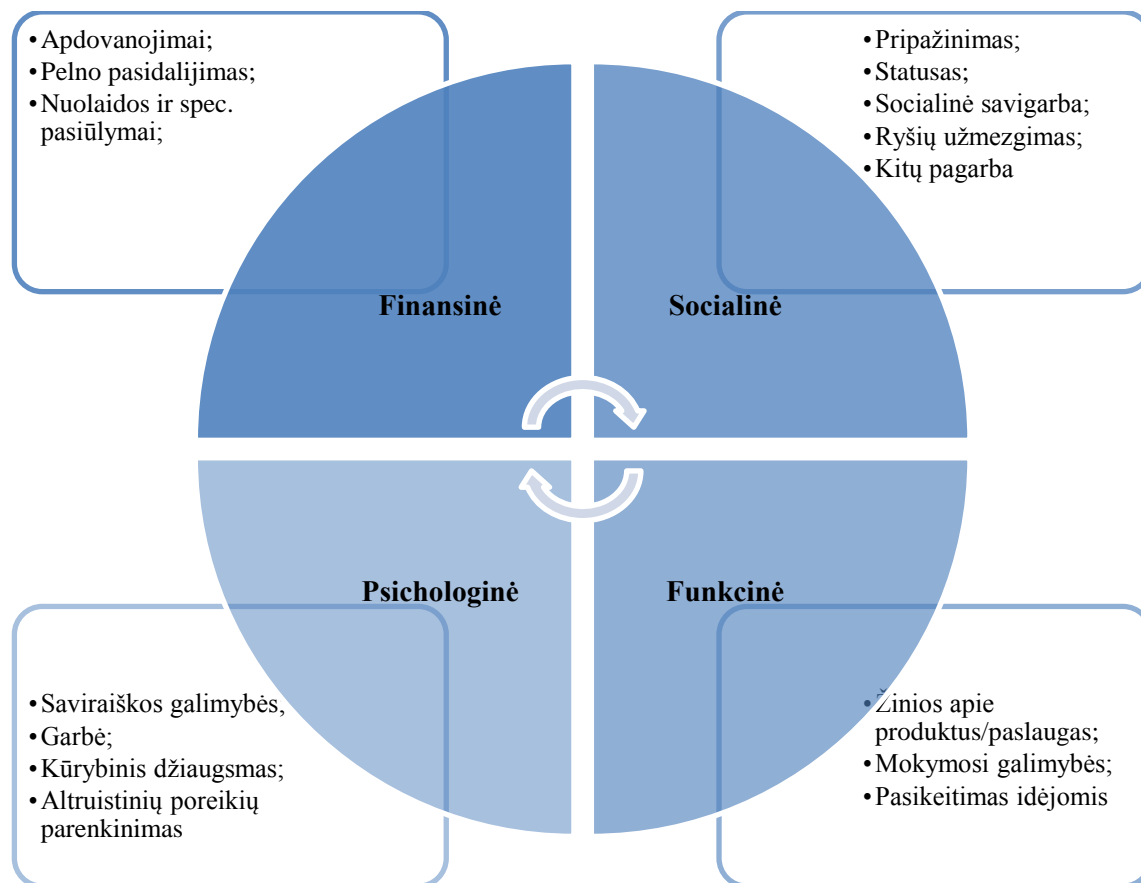 •Apdovanojimai;
•Pelno pasidalijimas;
•Nuolaidos ir spec.
pasiūlymai;
•Pripažinimas;
•Statusas;
•Socialinė savigarba;
•Ryšių užmezgimas;
•Kitų pagarba
Finansinė
Socialinė
Psichologinė
Funkcinė
•Saviraiškos galimybės,
•Garbė;
•Kūrybinis džiaugsmas;
•Altruistinių poreikių
parenkinimas
•Žinios apie
produktus/paslaugas;
•Mokymosi galimybės;
•Pasikeitimas idėjomis